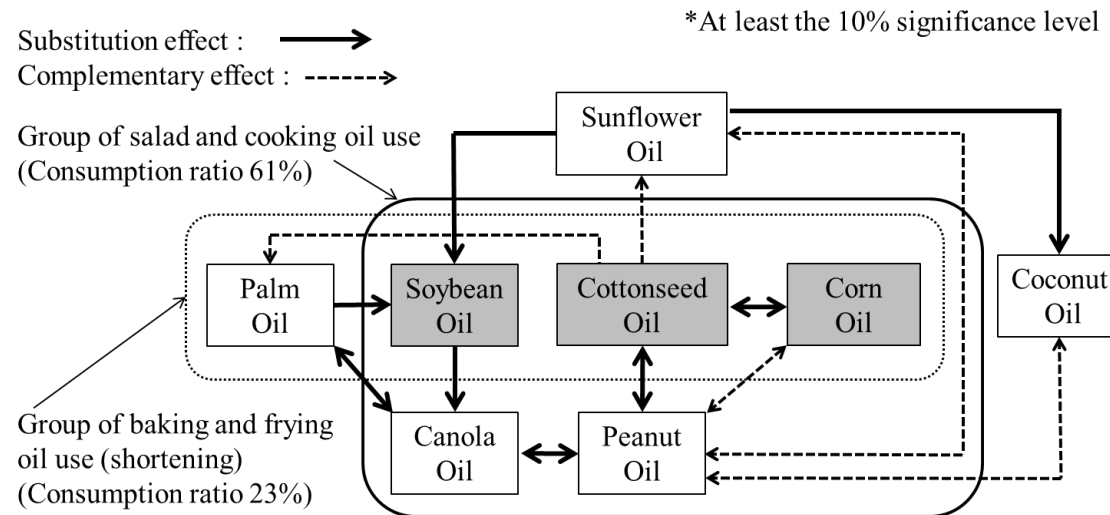 *At least the 10% significance level
Substitution effect :
Complementary effect :
Group of salad and cooking oil use
(Consumption ratio 61%)
Sunflower
Oil
Palm
Oil
Soybean
Oil
Cottonseed
Oil
Corn
Oil
Coconut
Oil
Group of baking and frying
oil use (shortening)
(Consumption ratio 23%)
Canola
Oil
Peanut
Oil